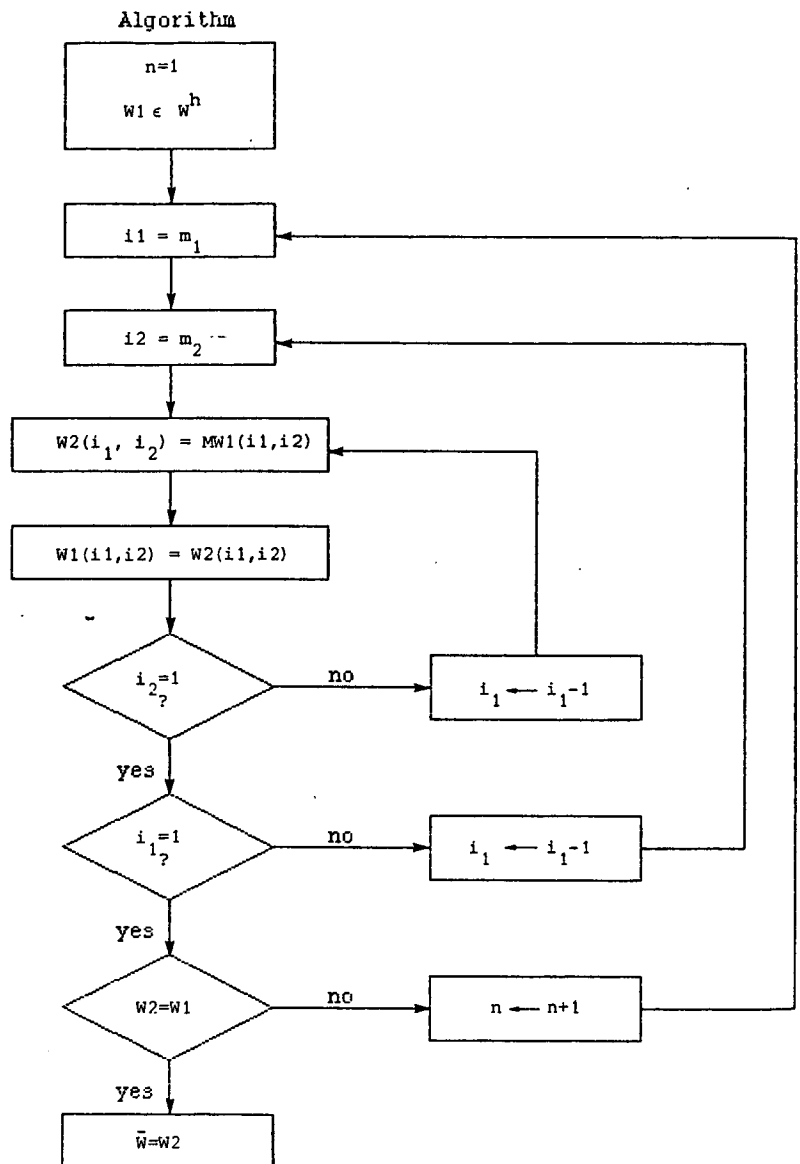 Algorithm
n=1
W1 ϵ W^h
i1 = m_1
i2 = m_2
W2(i_1, i_2) = MW1(i1,i2)
W1(i1,i2) = W2(i1,i2)
i_2=1
?
no
i_1 ← i_1-1
yes
i_1=1
?
no
i_1 ← i_1-1
yes
W2=W1
no
n ← n+1
yes
W̄=W2